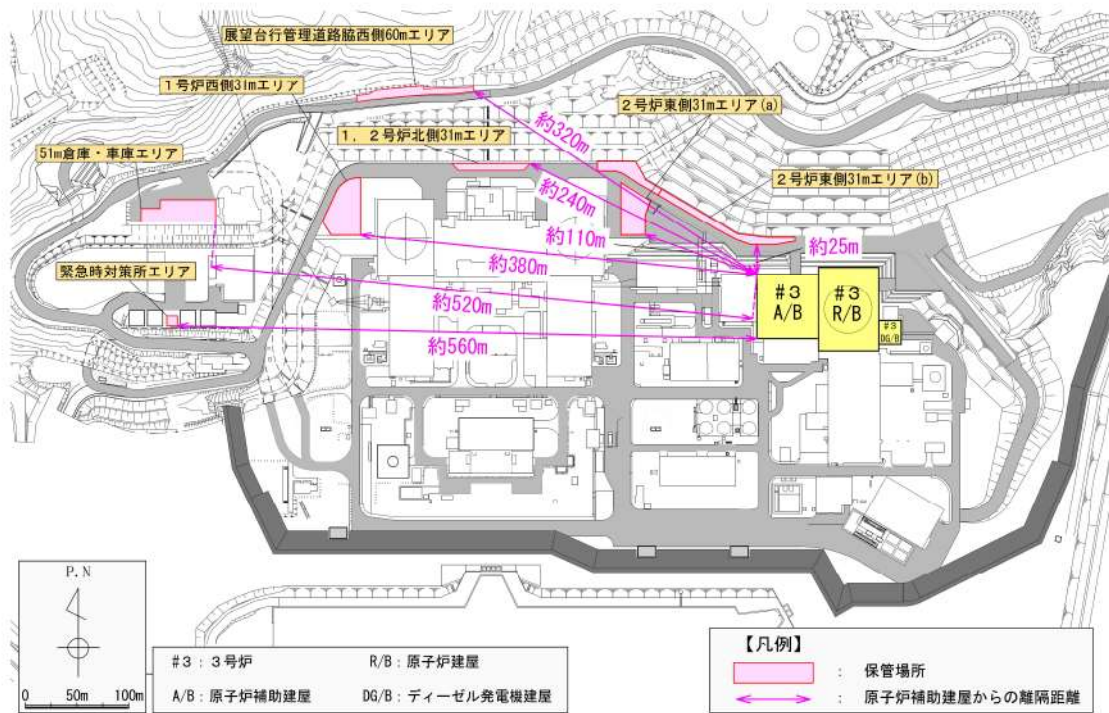 展望台行管理道路脇西側60mエリア
1号炉西側31mエリア
2号炉東側31mエリア(a)
1,2号炉北側31mエリア
51m倉庫・車庫エリア
2号炉東側31mエリア(b)
緊急時対策所エリア
約320m
約240m
約110m
約25m
約380m
約520m
約560m
#3
A/B
#3
R/B
#3
DG/B
P.N
0 50m 100m
#3:3号炉
R/B:原子炉建屋
A/B:原子炉補助建屋
DG/B:ディーゼル発電機建屋
【凡例】
: 保管場所
: 原子炉補助建屋からの離隔距離